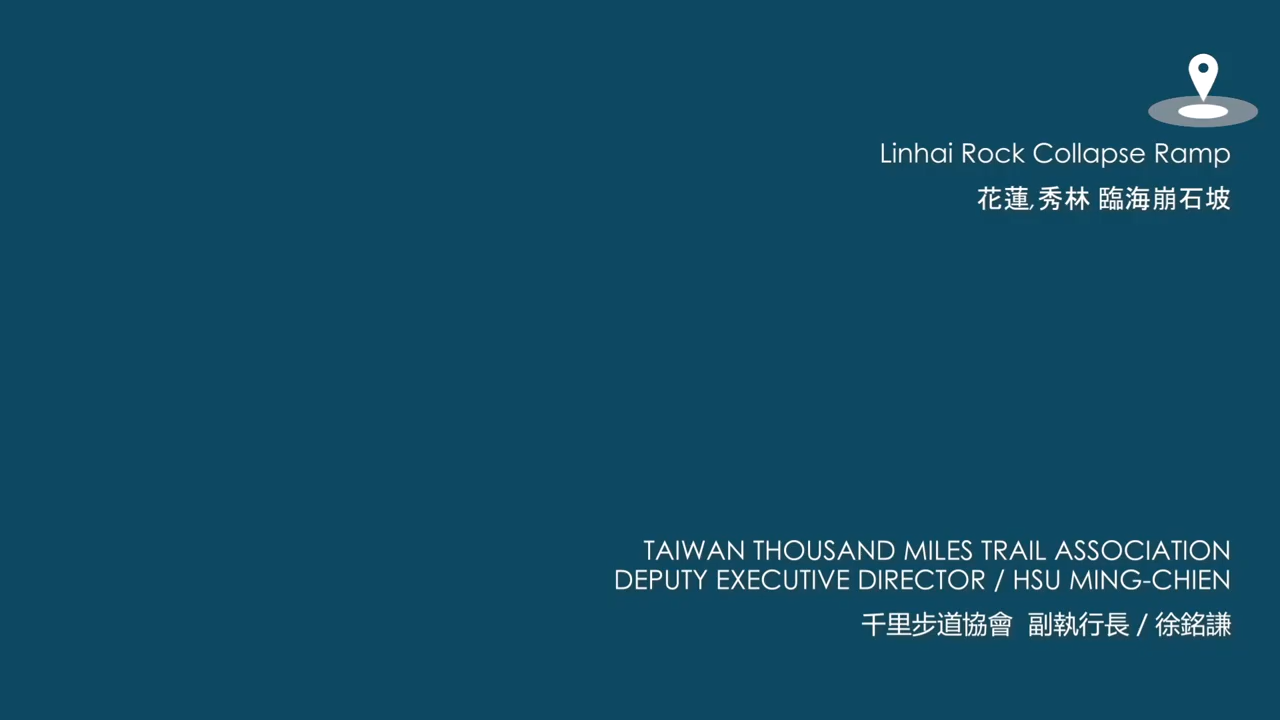 Linhai Rock Collapse Ramp
花蓮,秀林 臨海崩石坡
TAIWAN THOUSAND MILES TRAIL ASSOCIATION
DEPUTY EXECUTIVE DIRECTOR / HSU MING-CHIEN
千里步道協會 副執行長 / 徐銘謙